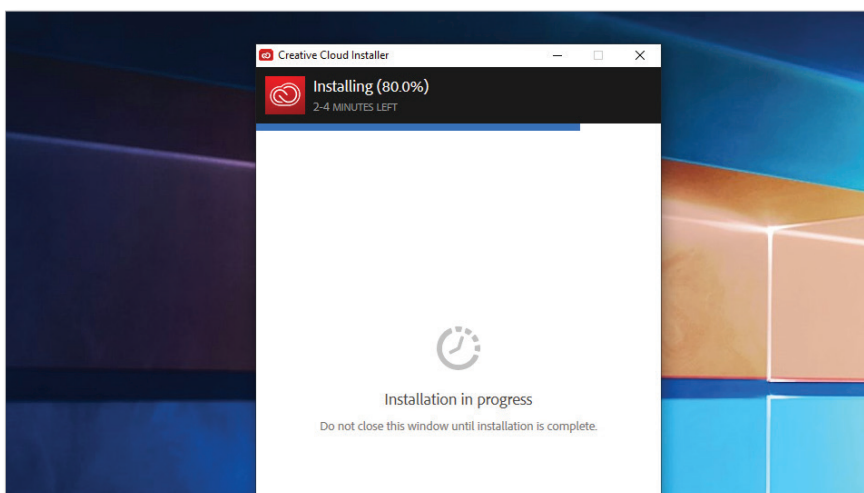 Creative Cloud Installer
Installing (80.0%)
2-4 MINUTES LEFT
Installation in progress
Do not close this window until installation is complete.